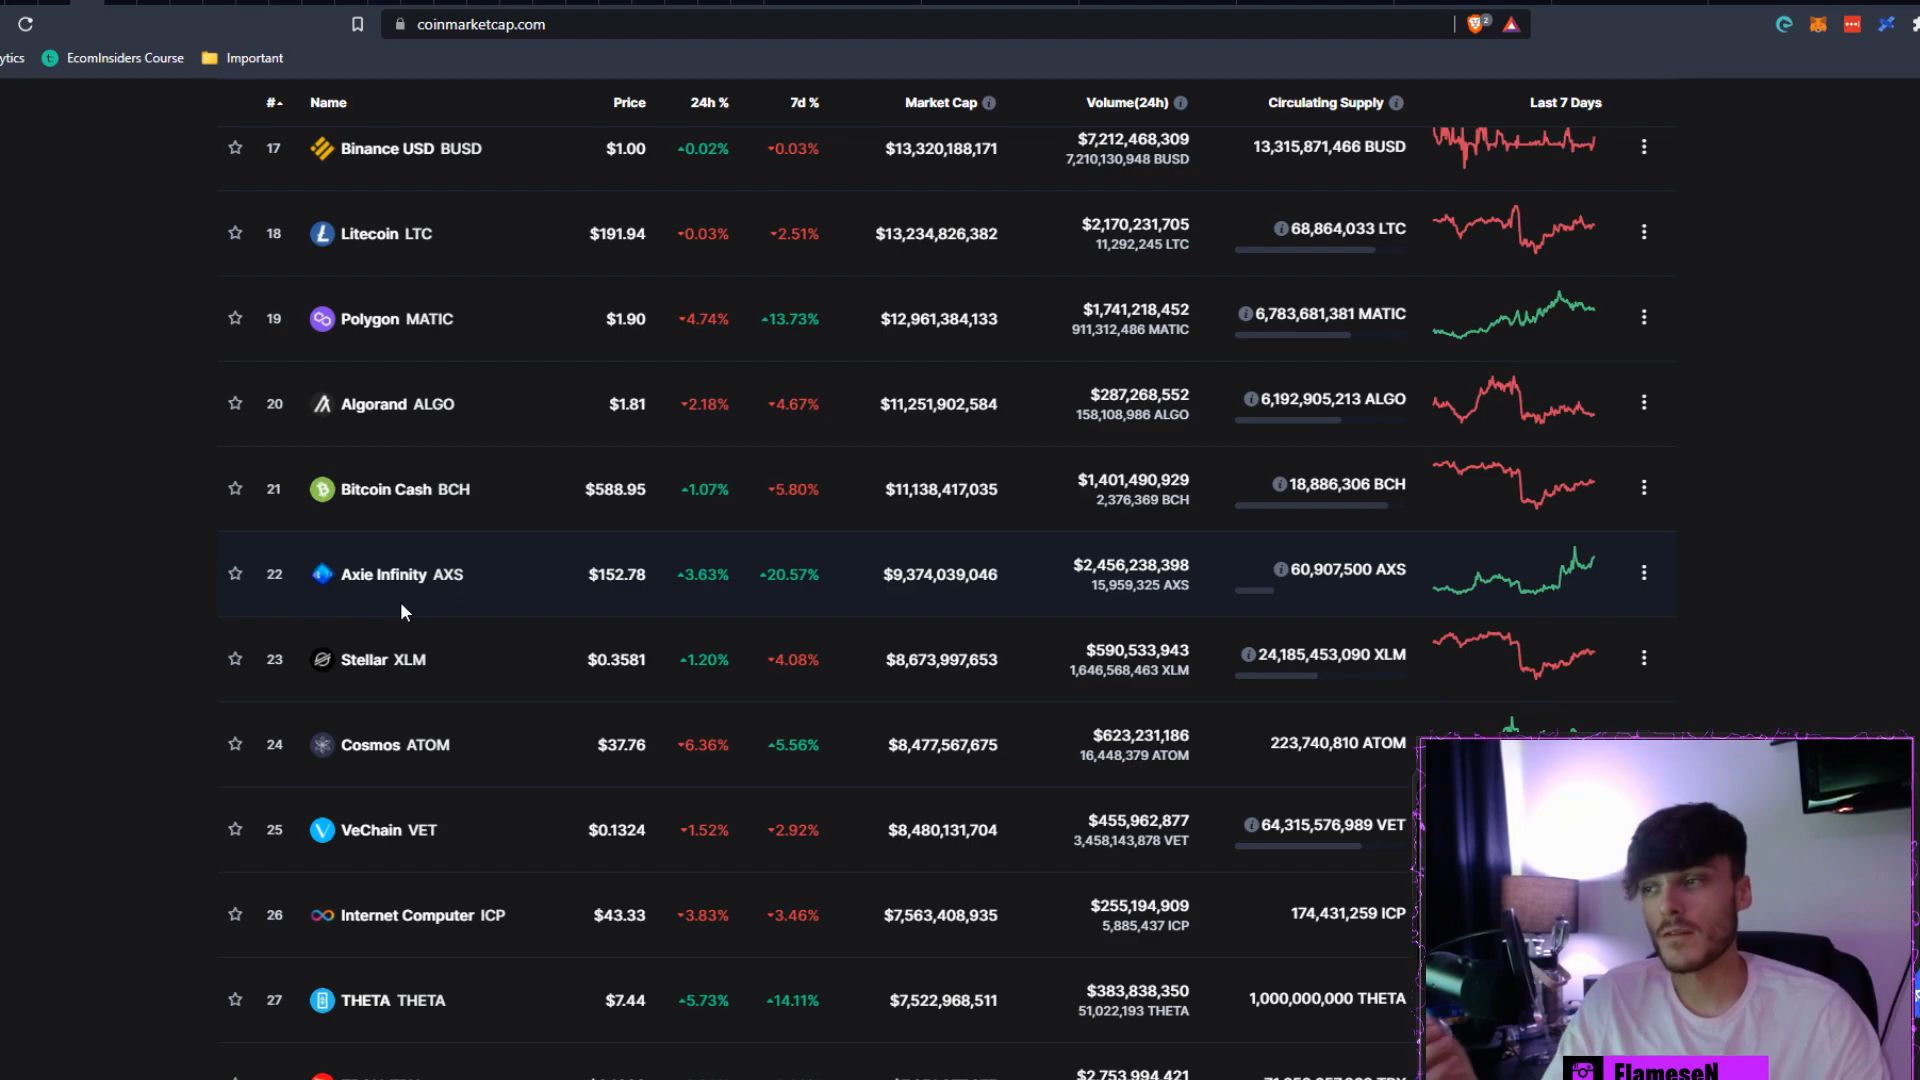 coinmarketcap.com
2
ytics
EcomInsiders Course
Important
# Name Price 24h % 7d % Market Cap Volume(24h) Circulating Supply Last 7 Days
17 Binance USD BUSD $1.00 0.02% 0.03% $13,320,188,171 $7,212,468,309 13,315,871,466 BUSD
7,210,130,948 BUSD
18 Litecoin LTC $191.94 0.03% 2.51% $13,234,826,382 $2,170,231,705 68,864,033 LTC
11,292,245 LTC
19 Polygon MATIC $1.90 4.74% 13.73% $12,961,384,133 $1,741,218,452 6,783,681,381 MATIC
911,312,486 MATIC
20 Algorand ALGO $1.81 2.18% 4.67% $11,251,902,584 $287,268,552 6,192,905,213 ALGO
158,108,986 ALGO
21 Bitcoin Cash BCH $588.95 1.07% 5.80% $11,138,417,035 $1,401,490,929 18,886,306 BCH
2,376,369 BCH
22 Axie Infinity AXS $152.78 3.63% 20.57% $9,374,039,046 $2,456,238,398 60,907,500 AXS
15,959,325 AXS
23 Stellar XLM $0.3581 1.20% 4.08% $8,673,997,653 $590,533,943 24,185,453,090 XLM
1,646,568,463 XLM
24 Cosmos ATOM $37.76 6.36% 5.56% $8,477,567,675 $623,231,186 223,740,810 ATOM
16,448,379 ATOM
25 VeChain VET $0.1324 1.52% 2.92% $8,480,131,704 $455,962,877 64,315,576,989 VET
3,458,143,878 VET
26 Internet Computer ICP $43.33 3.83% 3.46% $7,563,408,935 $255,194,909 174,431,259 ICP
5,885,437 ICP
27 THETA THETA $7.44 5.73% 14.11% $7,522,968,511 $383,838,350 1,000,000,000 THETA
51,022,193 THETA
$2,753,994,421
FlameseN